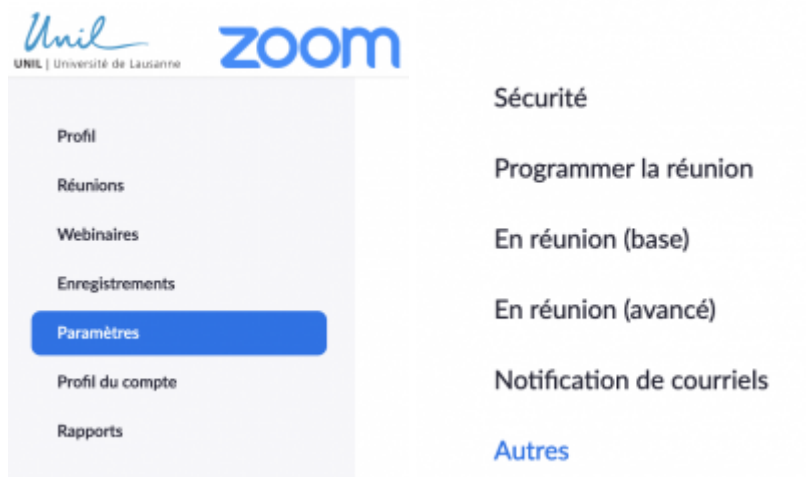 Unil
UNIL | Université de Lausanne
zoom
Profil
Réunions
Webinaires
Enregistrements
Paramètres
Profil du compte
Rapports
Sécurité
Programmer la réunion
En réunion (base)
En réunion (avancé)
Notification de courriels
Autres